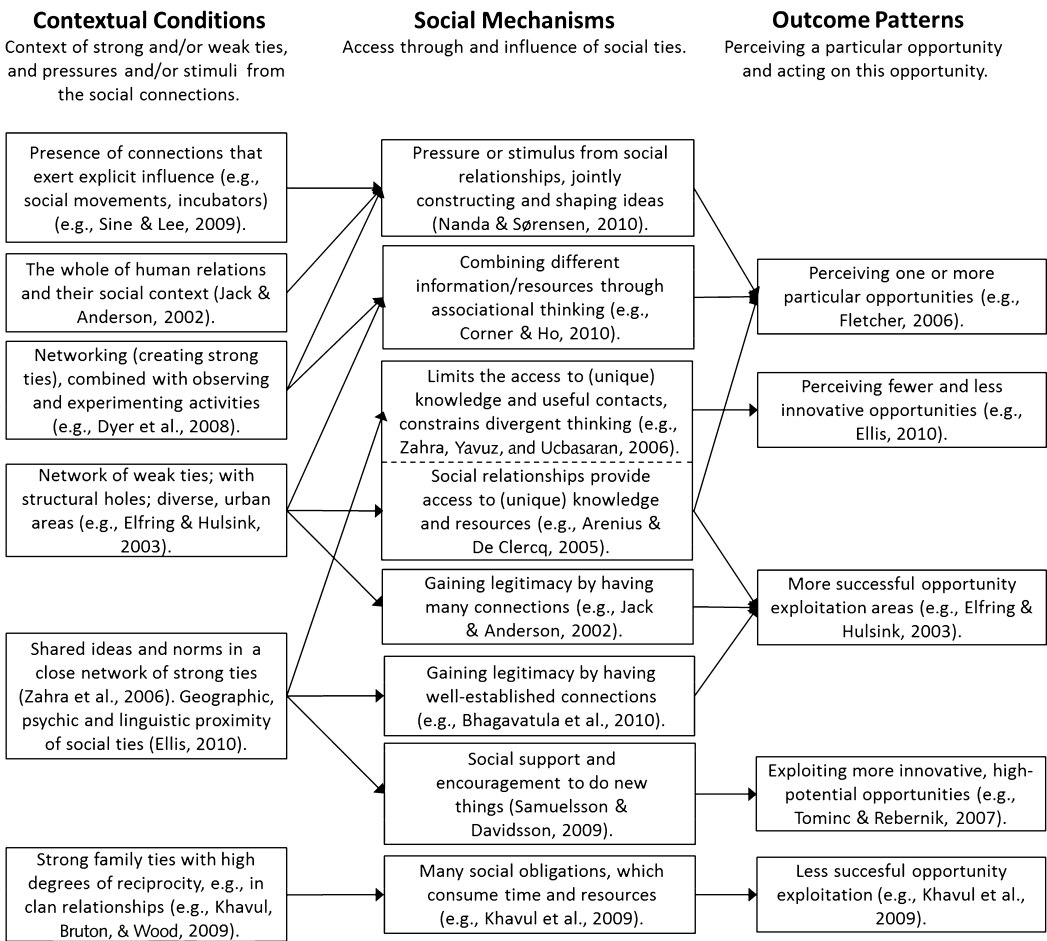 Contextual Conditions
Context of strong and/or weak ties,
and pressures and/or stimuli from
the social connections.
Social Mechanisms
Access through and influence of social ties.
Outcome Patterns
Perceiving a particular opportunity
and acting on this opportunity.
Presence of connections that
exert explicit influence (e.g.,
social movements, incubators)
(e.g., Sine & Lee, 2009).
The whole of human relations
and their social context (Jack &
Anderson, 2002).
Networking (creating strong
ties), combined with observing
and experimenting activities
(e.g., Dyer et al., 2008).
Network of weak ties; with
structural holes; diverse, urban
areas (e.g., Elfring & Hulsink,
2003).
Shared ideas and norms in a
close network of strong ties
(Zahra et al., 2006). Geographic,
psychic and linguistic proximity
of social ties (Ellis, 2010).
Strong family ties with high
degrees of reciprocity, e.g., in
clan relationships (e.g., Khavul,
Bruton, & Wood, 2009).
Pressure or stimulus from social
relationships, jointly
constructing and shaping ideas
(Nanda & Sørensen, 2010).
Combining different
information/resources through
associational thinking (e.g.,
Corner & Ho, 2010).
Limits the access to (unique)
knowledge and useful contacts,
constrains divergent thinking (e.g.,
Zahra, Yavuz, and Ucbasaran, 2006).
Social relationships provide
access to (unique) knowledge
and resources (e.g., Arenius &
De Clercq, 2005).
Gaining legitimacy by having
many connections (e.g., Jack
& Anderson, 2002).
Gaining legitimacy by having
well-established connections
(e.g., Bhagavatula et al., 2010).
Social support and
encouragement to do new
things (Samuelsson &
Davidsson, 2009).
Many social obligations, which
consume time and resources
(e.g., Khavul et al., 2009).
Perceiving one or more
particular opportunities (e.g.,
Fletcher, 2006).
Perceiving fewer and less
innovative opportunities (e.g.,
Ellis, 2010).
More successful opportunity
exploitation areas (e.g., Elfring &
Hulsink, 2003).
Exploiting more innovative, high-
potential opportunities (e.g.,
Tominc & Rebernik, 2007).
Less succesful opportunity
exploitation (e.g., Khavul et al.,
2009).